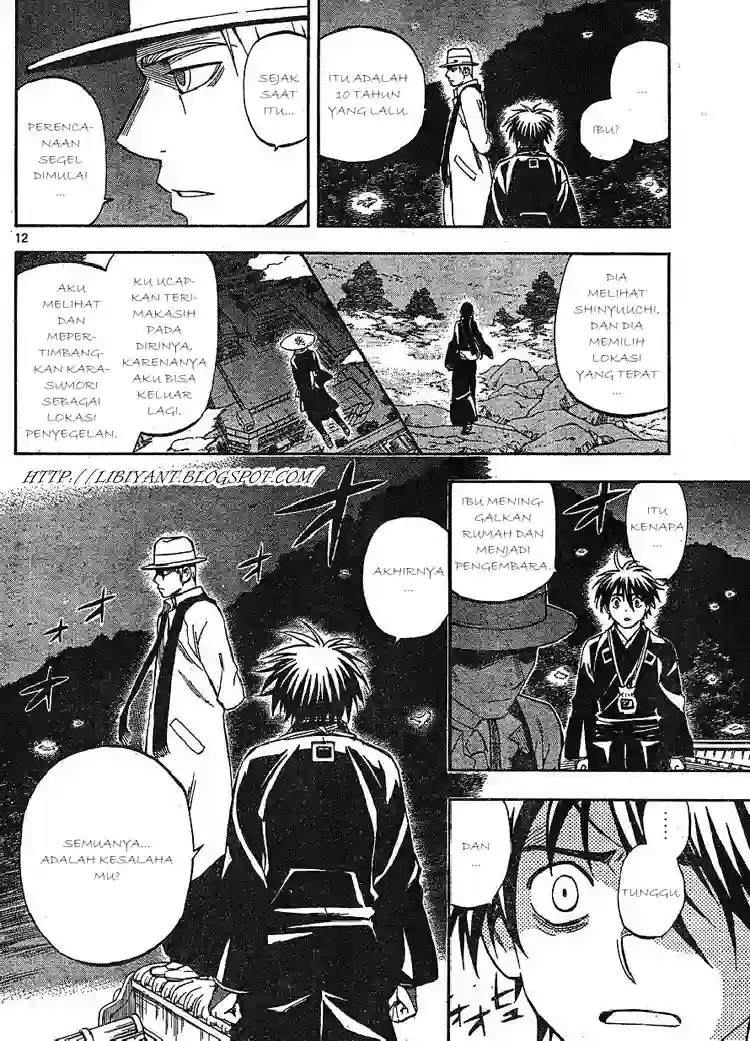 ...
IBU?
ITU ADALAH
10 TAHUN
YANG LALU.
SEJAK
SAAT
ITU...
PERENCA-
NAAN
SEGEL
DIMULAI
...
12
DIA
MELIHAT
SHINYUUCHI,
DAN DIA
MEMILIH
LOKASI
YANG TEPAT
...
KU UCAP-
KAN TERI-
MAKASIH
PADA
DIRINYA,
KARENANYA
AKU BISA
KELUAR
LAGI.
AKU
MELIHAT
DAN
MEPER-
TIMBANG-
KAN KARA-
SUMORI
SEBAGAI
LOKASI
PENYEGELAN.
HTTP://LIBIYANT.BLOGSPOT.COM/
ITU
KENAPA
...
IBU MENING-
GALKAN
RUMAH DAN
MENJADI
PENGEMBARA.
......
TUNGGU.
DAN
...
AKHIRNYA
...
SEMUANYA...
ADALAH KESALAHA
MU?